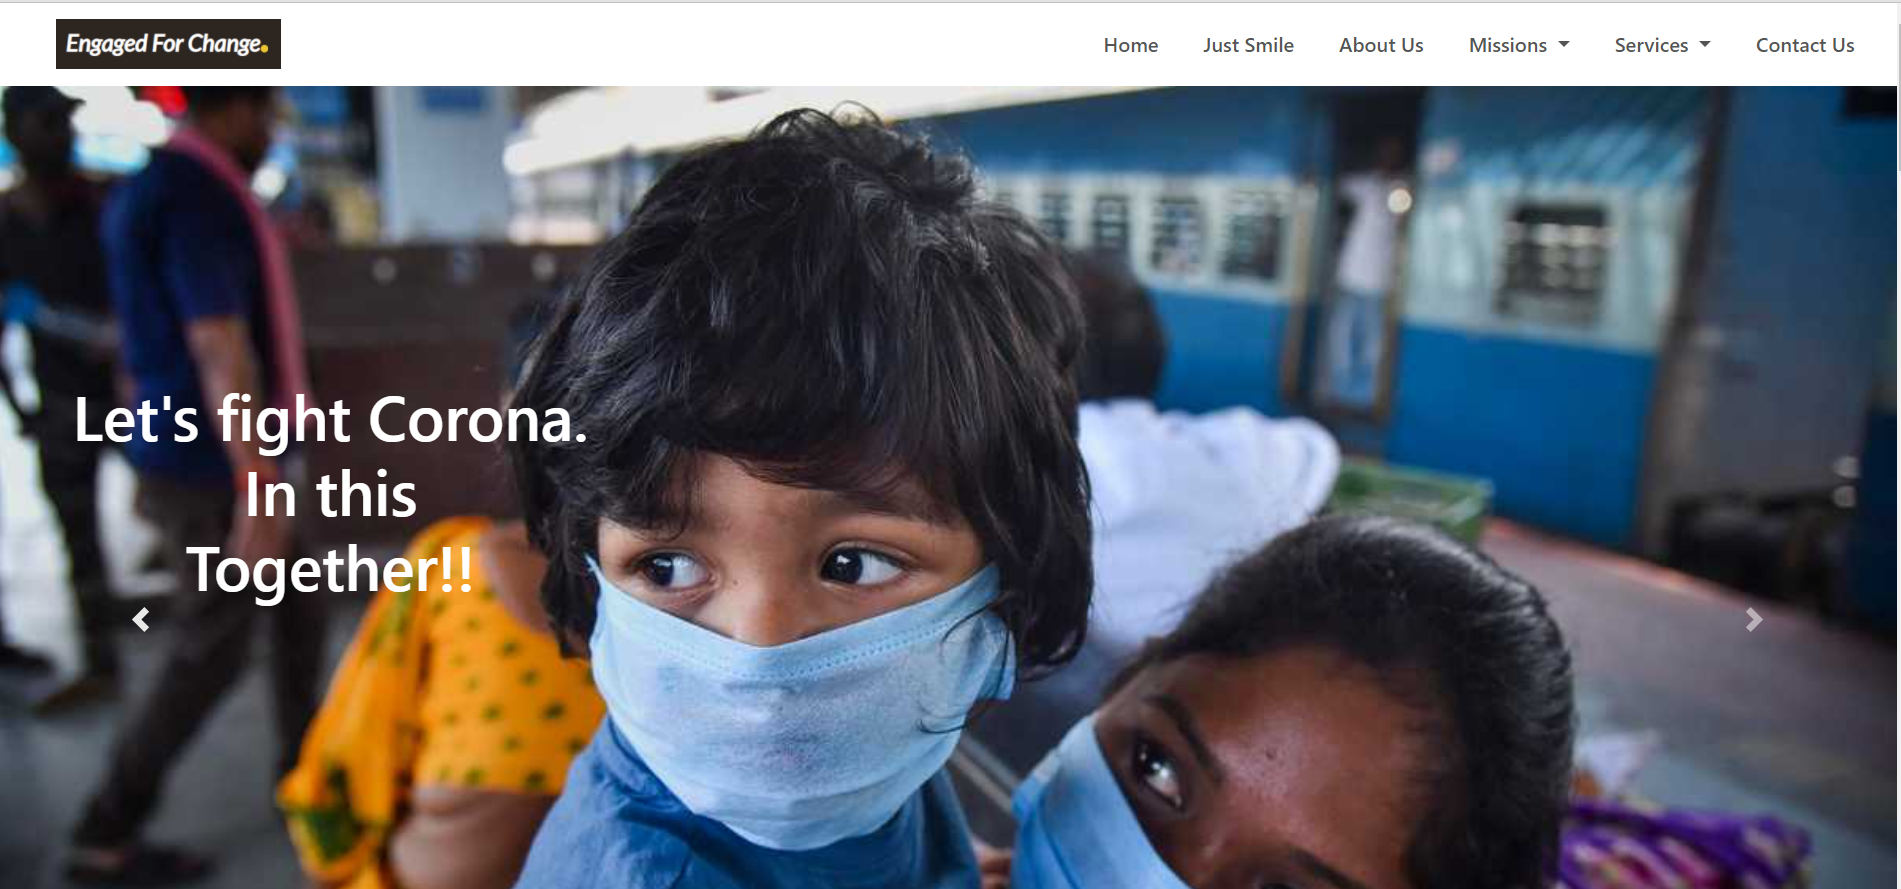 Engaged For Change.
Home Just Smile About Us Missions Services Contact Us
Let's fight Corona.
In this
Together!!